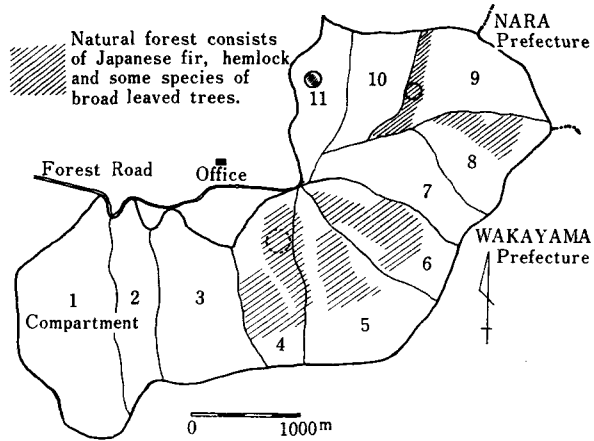 Natural forest consists
of Japanese fir, hemlock
and some species of
broad leaved trees.
NARA
Prefecture
11
10
9
8
Forest Road
Office
7
WAKAYAMA
Prefecture
6
1
2
3
Compartment
5
4
0
1000m